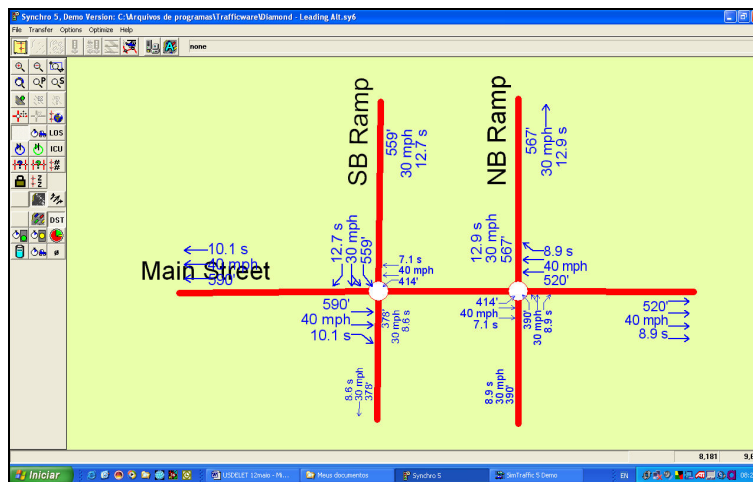 Synchro 5, Demo Version: C:\Arquivos de programas\Trafficware\Diamond - Leading Alt.sy6
File Transfer Options Optimize Help
none
LOS
ICU
DST
SB Ramp
559'
30 mph
12.7 s
NB Ramp
567'
30 mph
12.9 s
10.1 s
40 mph
590'
Main Street
12.7 s
30 mph
559'
7.1 s
40 mph
414'
12.9 s
30 mph
567'
8.9 s
40 mph
520'
590'
40 mph
10.1 s
378'
30 mph
8.6 s
414'
40 mph
7.1 s
390'
30 mph
8.9 s
520'
40 mph
8.9 s
8.6 s
30 mph
378'
8.9 s
30 mph
390'
8,181
Iniciar
USDELET 12maio - Mi...
Meus documentos
Synchro 5
SimTraffic 5 Demo
EN